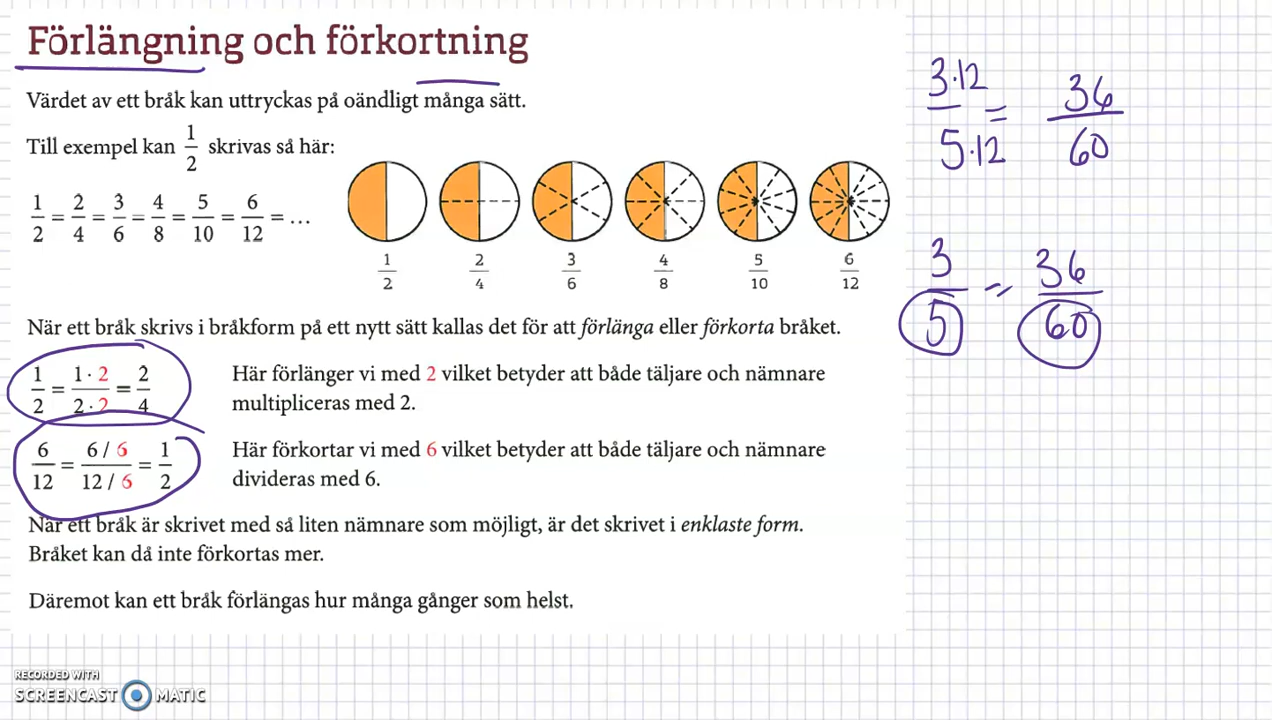 Förlängning och förkortning
Värdet av ett bråk kan uttryckas på oändligt många sätt.
Till exempel kan 1/2 skrivas så här:
1/2 = 2/4 = 3/6 = 4/8 = 5/10 = 6/12 = ...
1/2 2/4 3/6 4/8 5/10 6/12
När ett bråk skrivs i bråkform på ett nytt sätt kallas det för att förlänga eller förkorta bråket.
1/2 = 1 · 2/2 · 2 = 2/4
Här förlänger vi med 2 vilket betyder att både täljare och nämnare
multipliceras med 2.
6/12 = 6 / 6/12 / 6 = 1/2
Här förkortar vi med 6 vilket betyder att både täljare och nämnare
divideras med 6.
När ett bråk är skrivet med så liten nämnare som möjligt, är det skrivet i enklaste form.
Bråket kan då inte förkortas mer.
Däremot kan ett bråk förlängas hur många gånger som helst.
3·12/5·12 = 36/60
3/5 = 36/60
RECORDED WITH
SCREENCAST MATIC